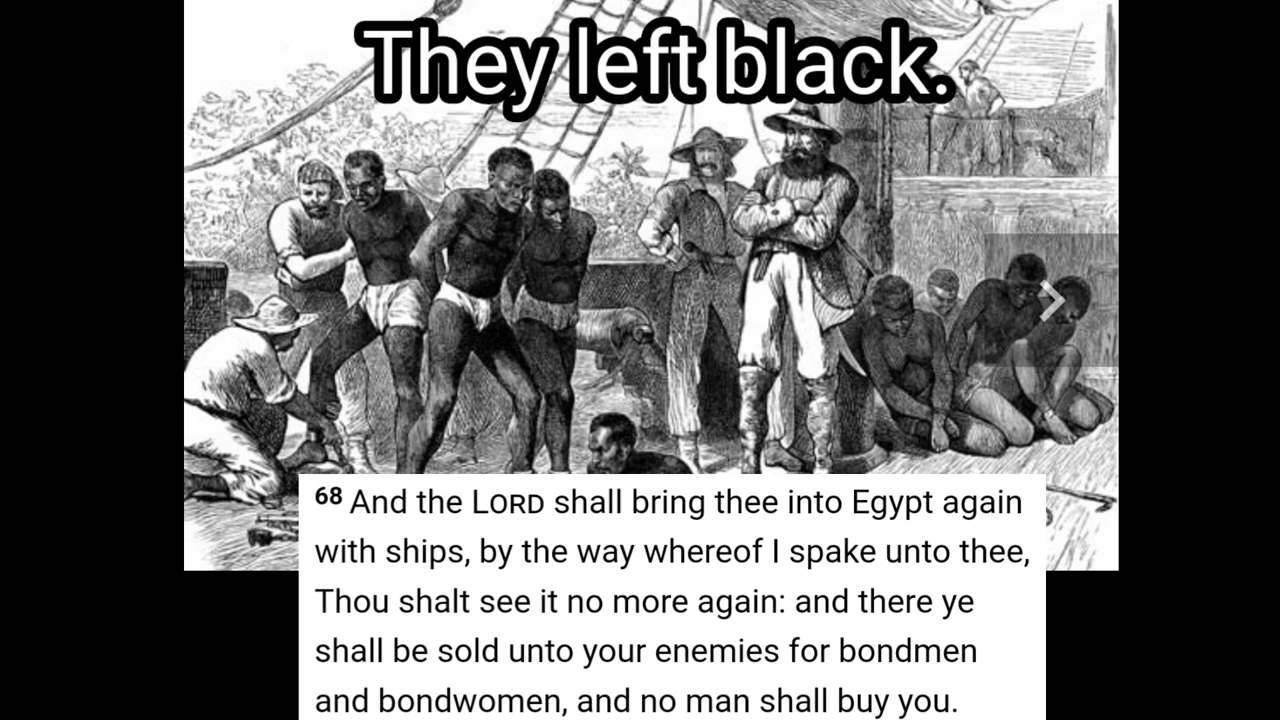 They left black.
68 And the LORD shall bring thee into Egypt again
with ships, by the way whereof I spake unto thee,
Thou shalt see it no more again: and there ye
shall be sold unto your enemies for bondmen
and bondwomen, and no man shall buy you.